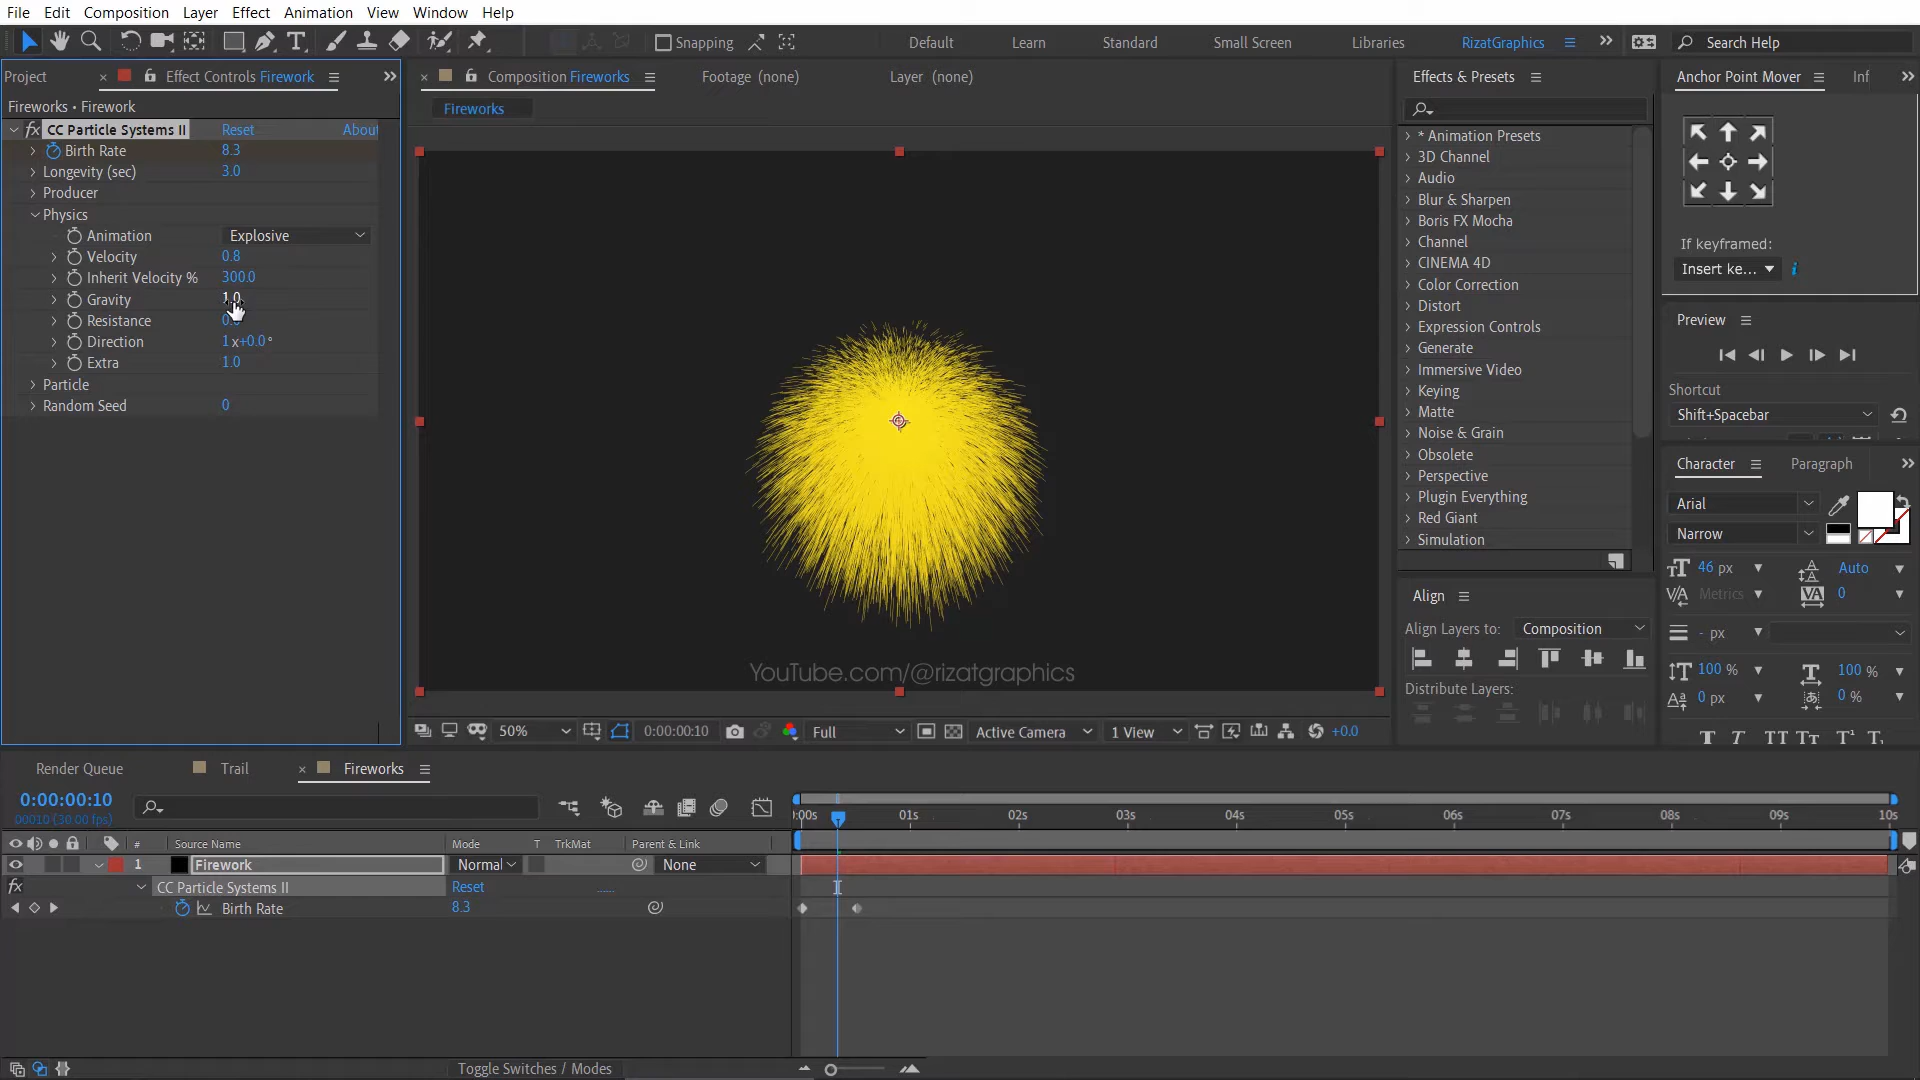 File Edit Composition Layer Effect Animation View Window Help
Snapping Default Learn Standard Small Screen Libraries RizatGraphics Search Help
Project Effect Controls Firework
Fireworks • Firework
fx CC Particle Systems II Reset About
Birth Rate 8.3
Longevity (sec) 3.0
Producer
Physics
Animation Explosive
Velocity 0.8
Inherit Velocity % 300.0
Gravity 1.0
Resistance
Direction 1x+0.0°
Extra 1.0
Particle
Random Seed 0
Composition Fireworks Footage (none) Layer (none)
Fireworks
YouTube.com/@rizatgraphics
50% 0:00:00:10 Full Active Camera 1 View +0.0
Effects & Presets
* Animation Presets
3D Channel
Audio
Blur & Sharpen
Boris FX Mocha
Channel
CINEMA 4D
Color Correction
Distort
Expression Controls
Generate
Immersive Video
Keying
Matte
Noise & Grain
Obsolete
Perspective
Plugin Everything
Red Giant
Simulation
Align
Align Layers to: Composition
Distribute Layers:
Anchor Point Mover Inf
If keyframed:
Insert ke...
Preview
Shortcut
Shift+Spacebar
Character Paragraph
Arial
Narrow
46 px Auto
Metrics 0
- px
100 % 100 %
0 px 0 %
Render Queue Trail Fireworks
0:00:00:10
00010 (30.00 fps)
# Source Name Mode T TrkMat Parent & Link
1 Firework Normal None
fx CC Particle Systems II Reset
Birth Rate 8.3
:00s 01s 02s 03s 04s 05s 06s 07s 08s 09s 10s
Toggle Switches / Modes